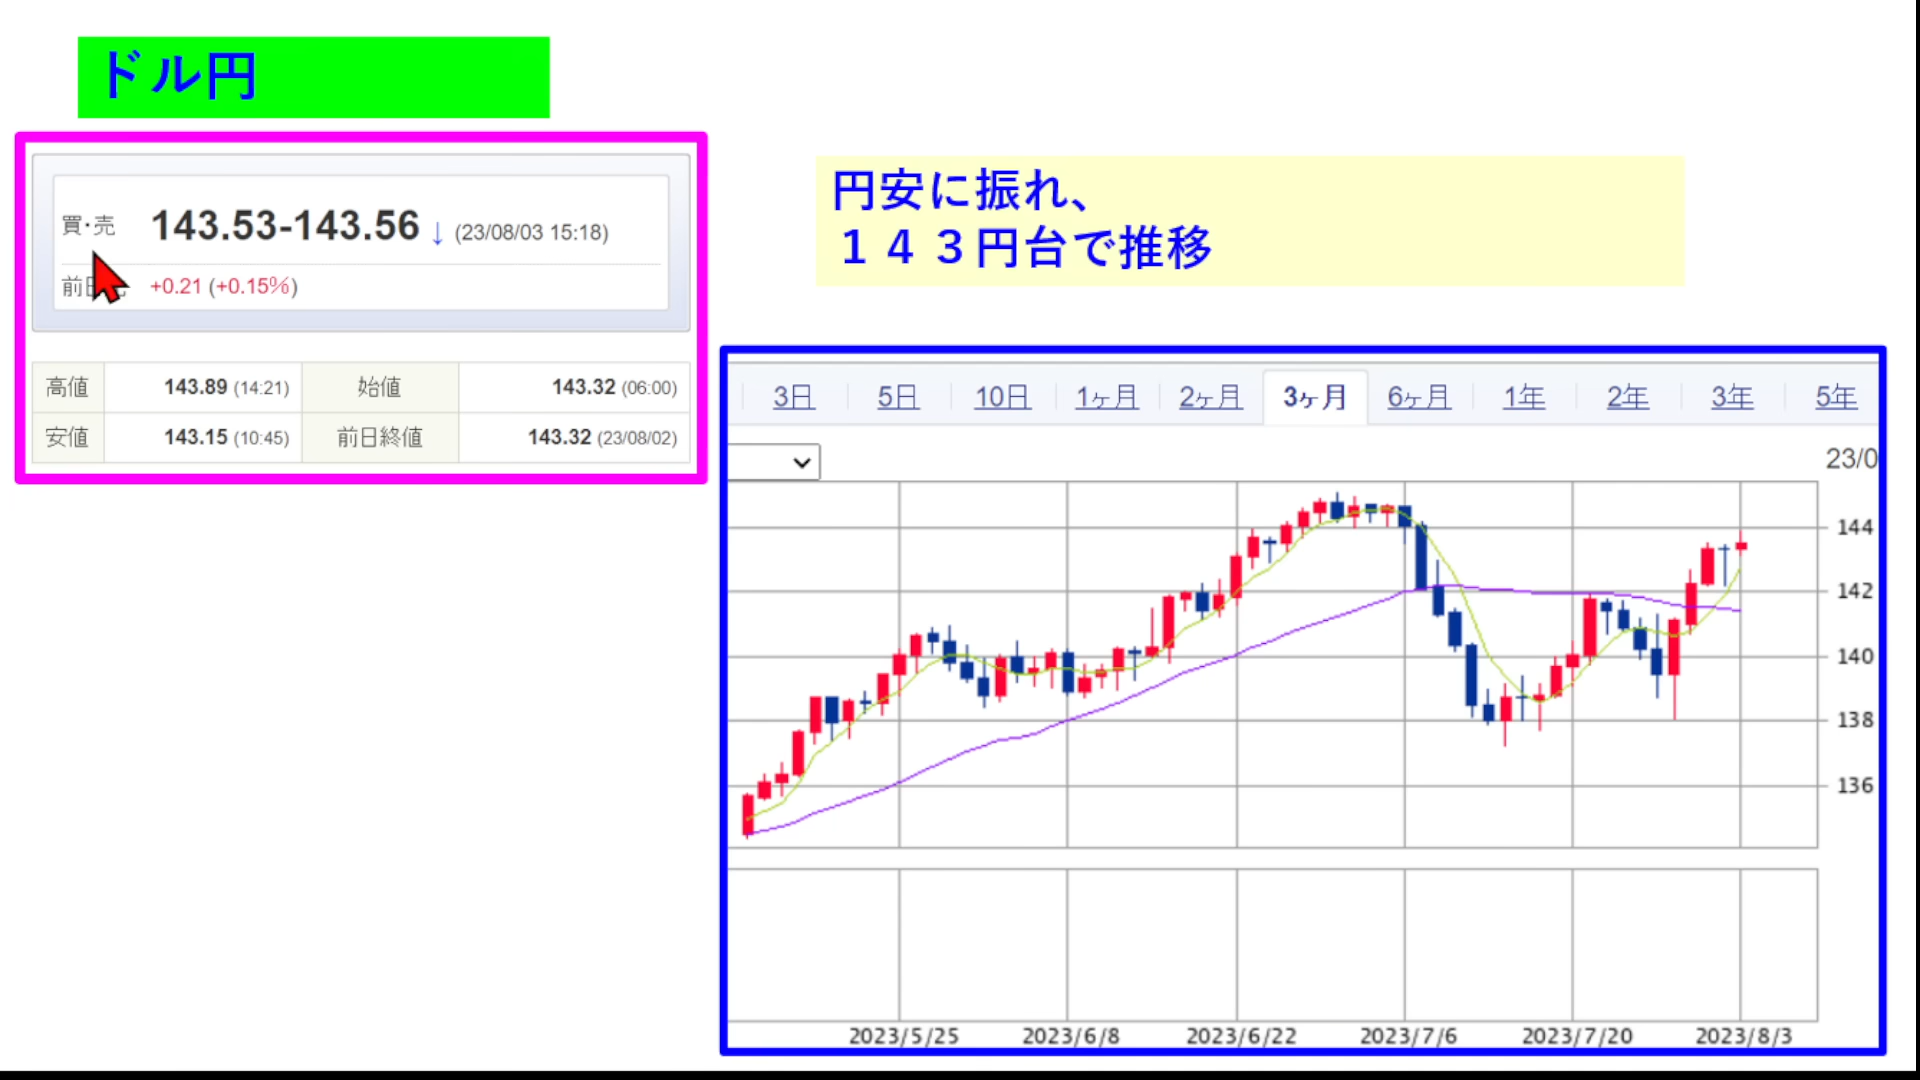 ドル円
買・売 143.53-143.56 ↓ (23/08/03 15:18)
+0.21 (+0.15%)
高値 143.89 (14:21) 始値 143.32 (06:00)
安値 143.15 (10:45) 前日終値 143.32 (23/08/02)
円安に振れ、
１４３円台で推移
3日 5日 10日 1ヶ月 2ヶ月 3ヶ月 6ヶ月 1年 2年 3年 5年
23/0
144
142
140
138
136
2023/5/25 2023/6/8 2023/6/22 2023/7/6 2023/7/20 2023/8/3